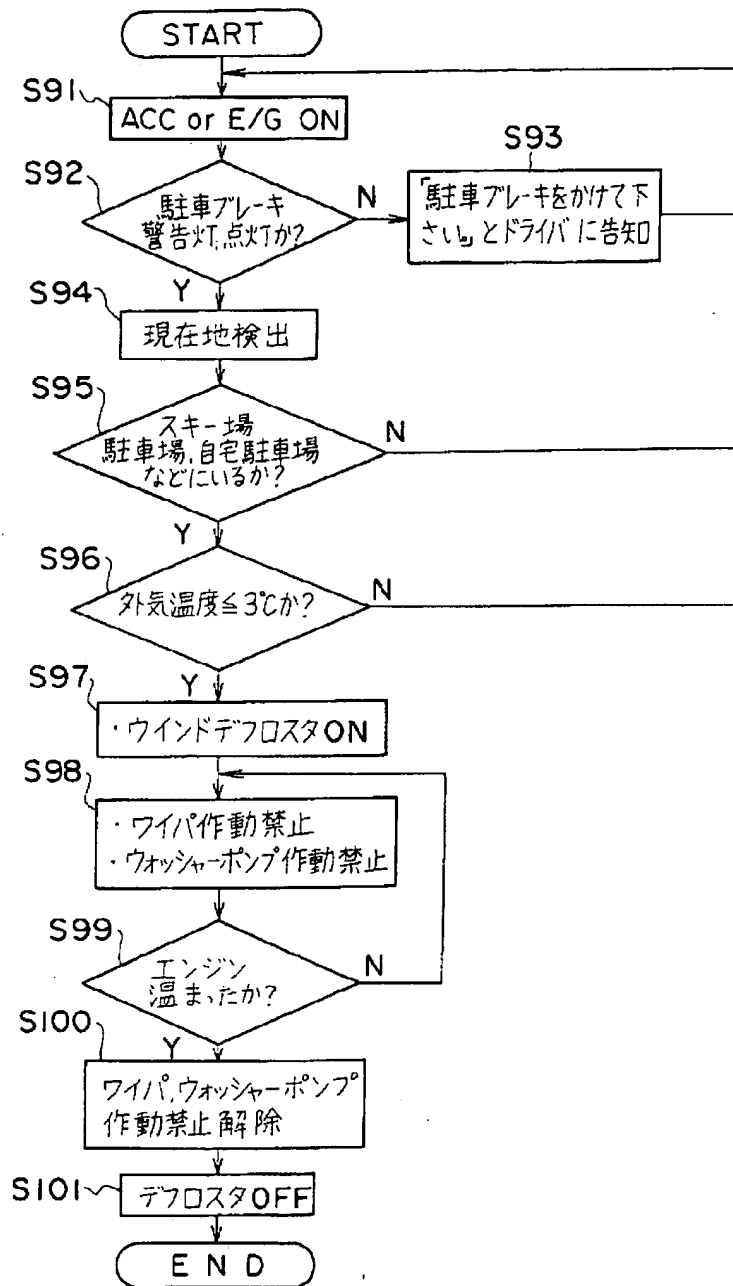 START
S91
ACC or E/G ON
S92
駐車ブレーキ
警告灯,点灯か?
N
Y
S93
「駐車ブレーキをかけて下
さい。」とドライバに告知
S94
現在地検出
S95
スキー場
駐車場,自宅駐車場
などにいるか?
N
Y
S96
外気温度≦3℃か?
N
Y
S97
・ウインドデフロスタON
S98
・ワイパ作動禁止
・ウォッシャーポンプ作動禁止
S99
エンジン
温まったか?
N
Y
S100
ワイパ,ウォッシャーポンプ
作動禁止解除
S101
デフロスタOFF
END